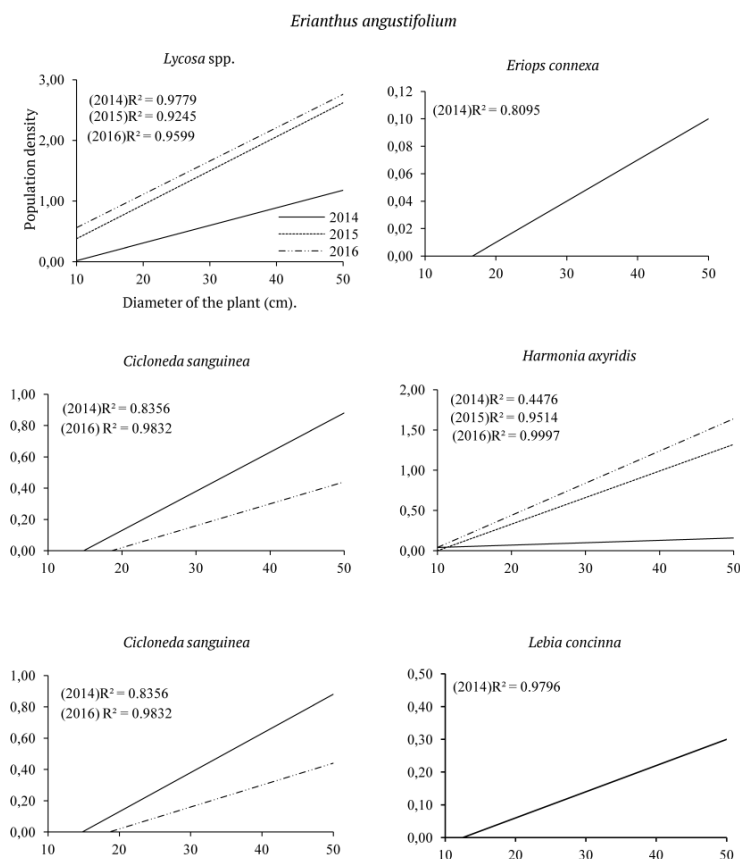 Erianthus angustifolium
Lycosa spp.
3,00
2,00
1,00
0,00
Population density
(2014)R² = 0.9779
(2015)R² = 0.9245
(2016)R² = 0.9599
2014
2015
2016
10 20 30 40 50
Diameter of the plant (cm).
Eriops connexa
0,12
0,10
0,08
0,06
0,04
0,02
0,00
(2014)R² = 0.8095
10 20 30 40 50
Cicloneda sanguinea
1,00
0,80
0,60
0,40
0,20
0,00
(2014)R² = 0.8356
(2016) R² = 0.9832
10 20 30 40 50
Harmonia axyridis
2,00
1,50
1,00
0,50
0,00
(2014)R² = 0.4476
(2015)R² = 0.9514
(2016)R² = 0.9997
10 20 30 40 50
Cicloneda sanguinea
1,00
0,80
0,60
0,40
0,20
0,00
(2014)R² = 0.8356
(2016) R² = 0.9832
10 20 30 40 50
Lebia concinna
0,50
0,40
0,30
0,20
0,10
0,00
(2014)R² = 0.9796
10 20 30 40 50